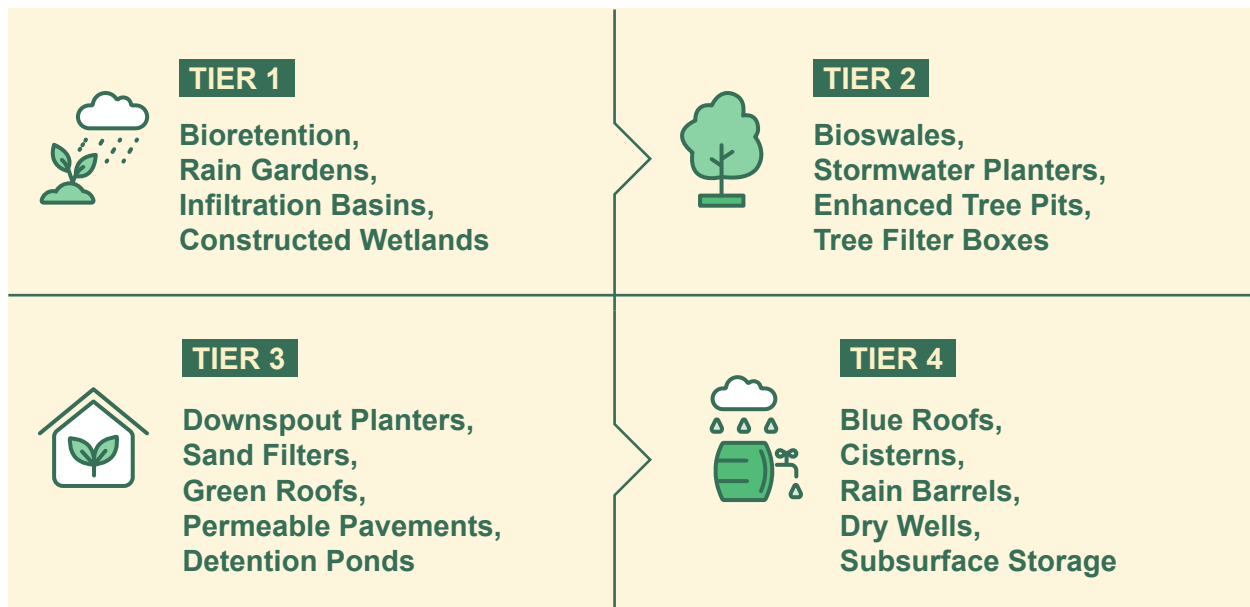 TIER 1
Bioretention,
Rain Gardens,
Infiltration Basins,
Constructed Wetlands
TIER 2
Bioswales,
Stormwater Planters,
Enhanced Tree Pits,
Tree Filter Boxes
TIER 3
Downspout Planters,
Sand Filters,
Green Roofs,
Permeable Pavements,
Detention Ponds
TIER 4
Blue Roofs,
Cisterns,
Rain Barrels,
Dry Wells,
Subsurface Storage